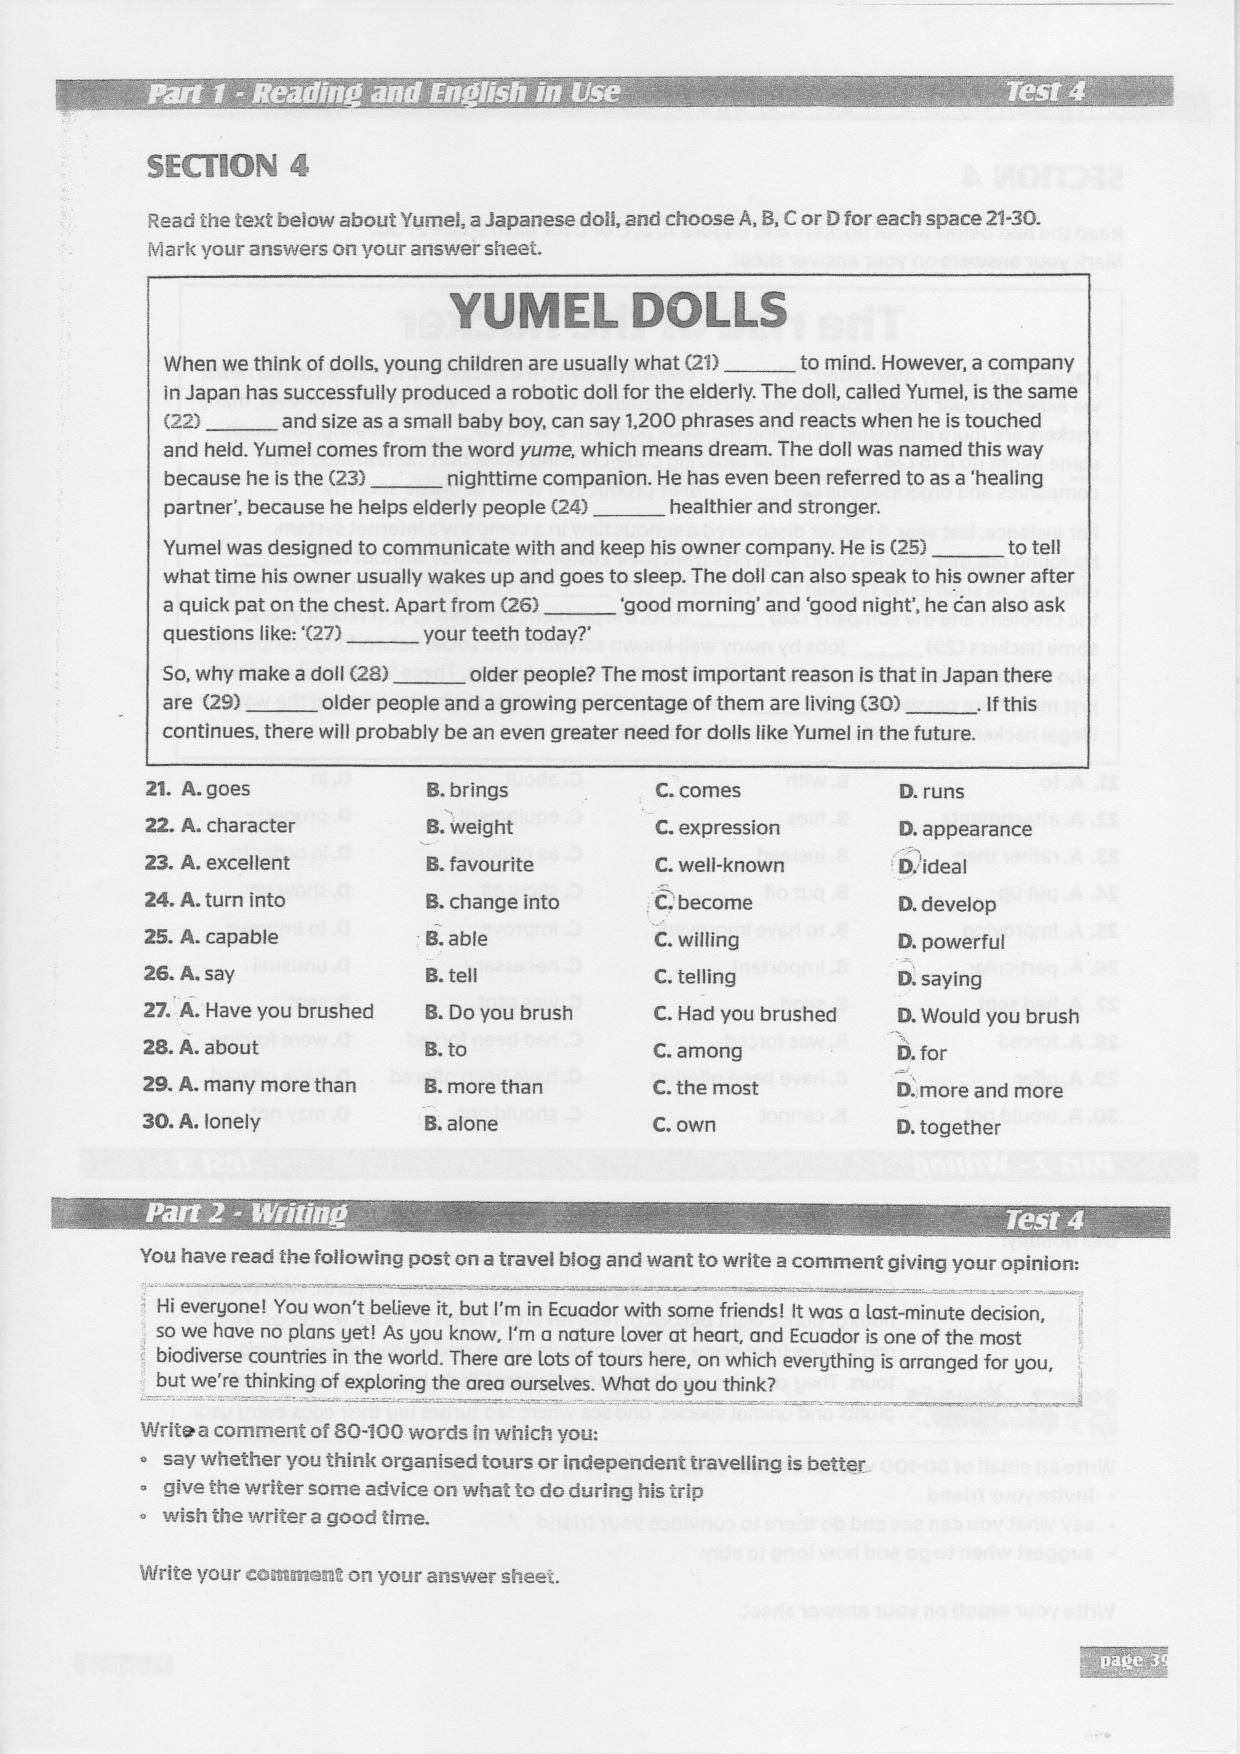 Part 1 - Reading and English in Use Test 4
SECTION 4
Read the text below about Yumel, a Japanese doll, and choose A, B, C or D for each space 21-30.
Mark your answers on your answer sheet.
YUMEL DOLLS
When we think of dolls, young children are usually what (21) ______ to mind. However, a company
in Japan has successfully produced a robotic doll for the elderly. The doll, called Yumel, is the same
(22) ______ and size as a small baby boy, can say 1,200 phrases and reacts when he is touched
and held. Yumel comes from the word yume, which means dream. The doll was named this way
because he is the (23) ______ nighttime companion. He has even been referred to as a 'healing
partner', because he helps elderly people (24) ______ healthier and stronger.
Yumel was designed to communicate with and keep his owner company. He is (25) ______ to tell
what time his owner usually wakes up and goes to sleep. The doll can also speak to his owner after
a quick pat on the chest. Apart from (26) ______ 'good morning' and 'good night', he can also ask
questions like: '(27) ______ your teeth today?'
So, why make a doll (28) ______ older people? The most important reason is that in Japan there
are (29) ______ older people and a growing percentage of them are living (30) ______. If this
continues, there will probably be an even greater need for dolls like Yumel in the future.
21. A. goes B. brings C. comes D. runs
22. A. character B. weight C. expression D. appearance
23. A. excellent B. favourite C. well-known D. ideal
24. A. turn into B. change into C. become D. develop
25. A. capable B. able C. willing D. powerful
26. A. say B. tell C. telling D. saying
27. A. Have you brushed B. Do you brush C. Had you brushed D. Would you brush
28. A. about B. to C. among D. for
29. A. many more than B. more than C. the most D. more and more
30. A. lonely B. alone C. own D. together
Part 2 - Writing Test 4
You have read the following post on a travel blog and want to write a comment giving your opinion:
Hi everyone! You won't believe it, but I'm in Ecuador with some friends! It was a last-minute decision,
so we have no plans yet! As you know, I'm a nature lover at heart, and Ecuador is one of the most
biodiverse countries in the world. There are lots of tours here, on which everything is arranged for you,
but we're thinking of exploring the area ourselves. What do you think?
Write a comment of 80-100 words in which you:
• say whether you think organised tours or independent travelling is better
• give the writer some advice on what to do during his trip
• wish the writer a good time.
Write your comment on your answer sheet.
page 39